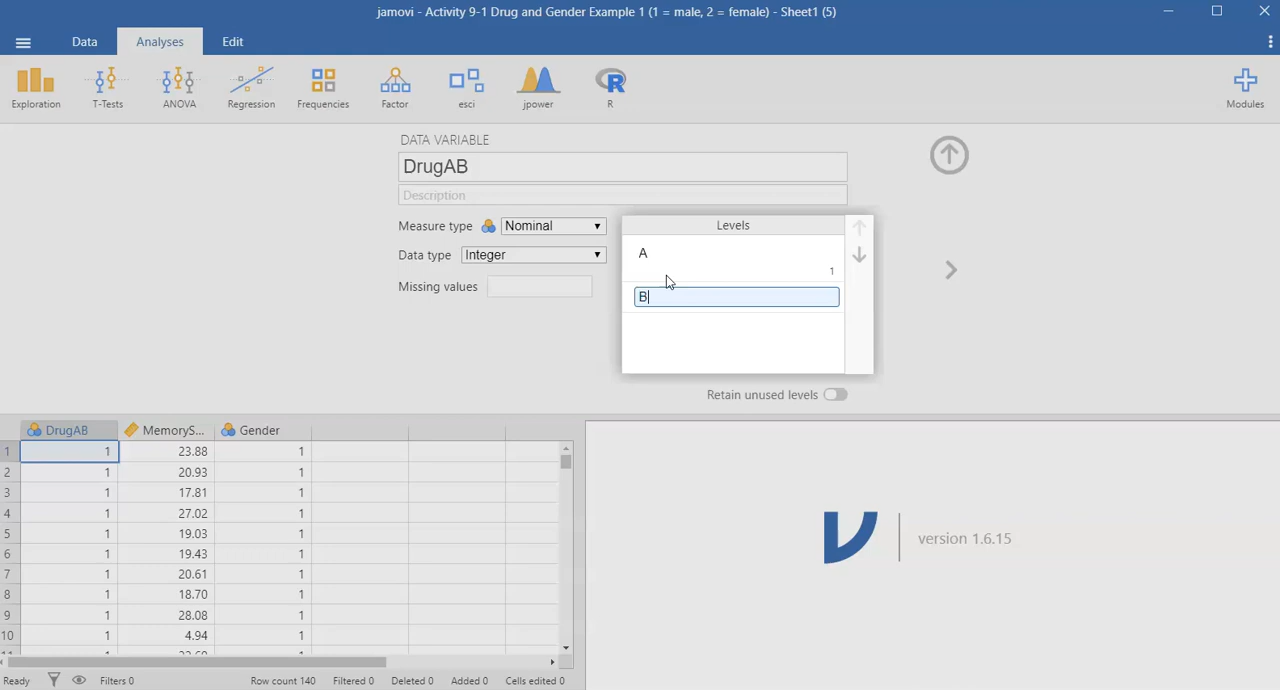 jamovi - Activity 9-1 Drug and Gender Example 1 (1 = male, 2 = female) - Sheet1 (5)
Data Analyses Edit
Exploration T-Tests ANOVA Regression Frequencies Factor esci jpower R Modules
DATA VARIABLE
DrugAB
Description
Measure type Nominal
Levels
A
1
Data type Integer
Missing values
B
Retain unused levels
DrugAB MemoryS... Gender
1 1 23.88 1
2 1 20.93 1
3 1 17.81 1
4 1 27.02 1
5 1 19.03 1
6 1 19.43 1
7 1 20.61 1
8 1 18.70 1
9 1 28.08 1
10 1 4.94 1
version 1.6.15
Ready Filters 0 Row count 140 Filtered 0 Deleted 0 Added 0 Cells edited 0